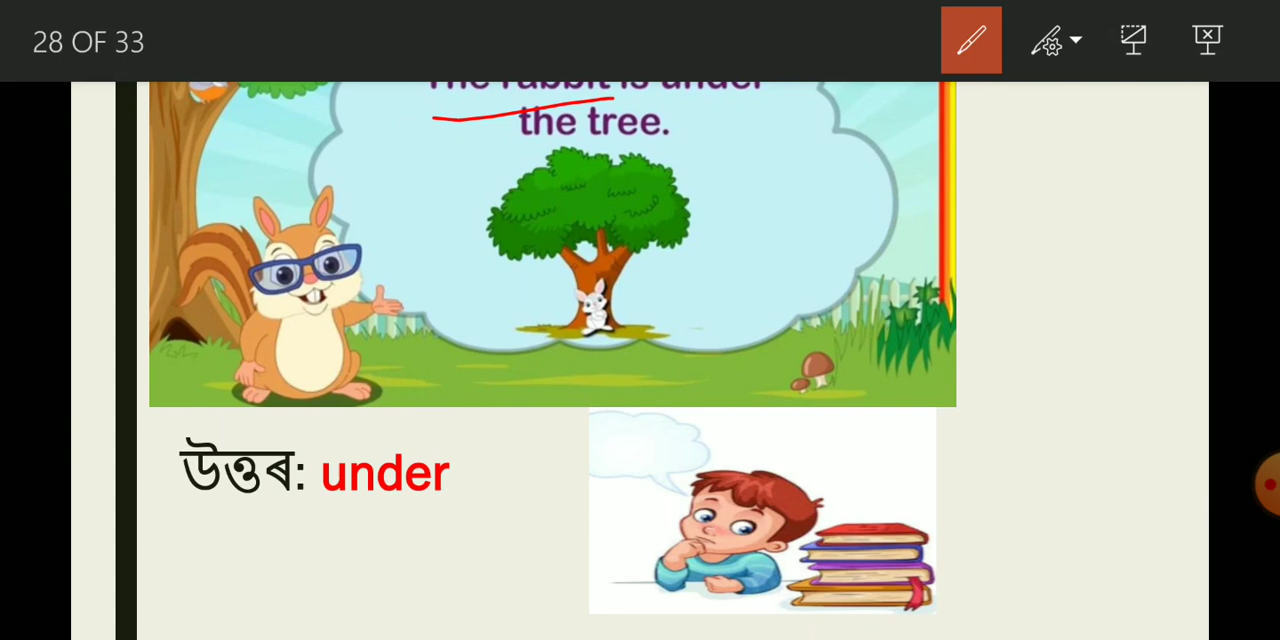 28 OF 33
The rabbit is under
the tree.
উত্তৰ: under